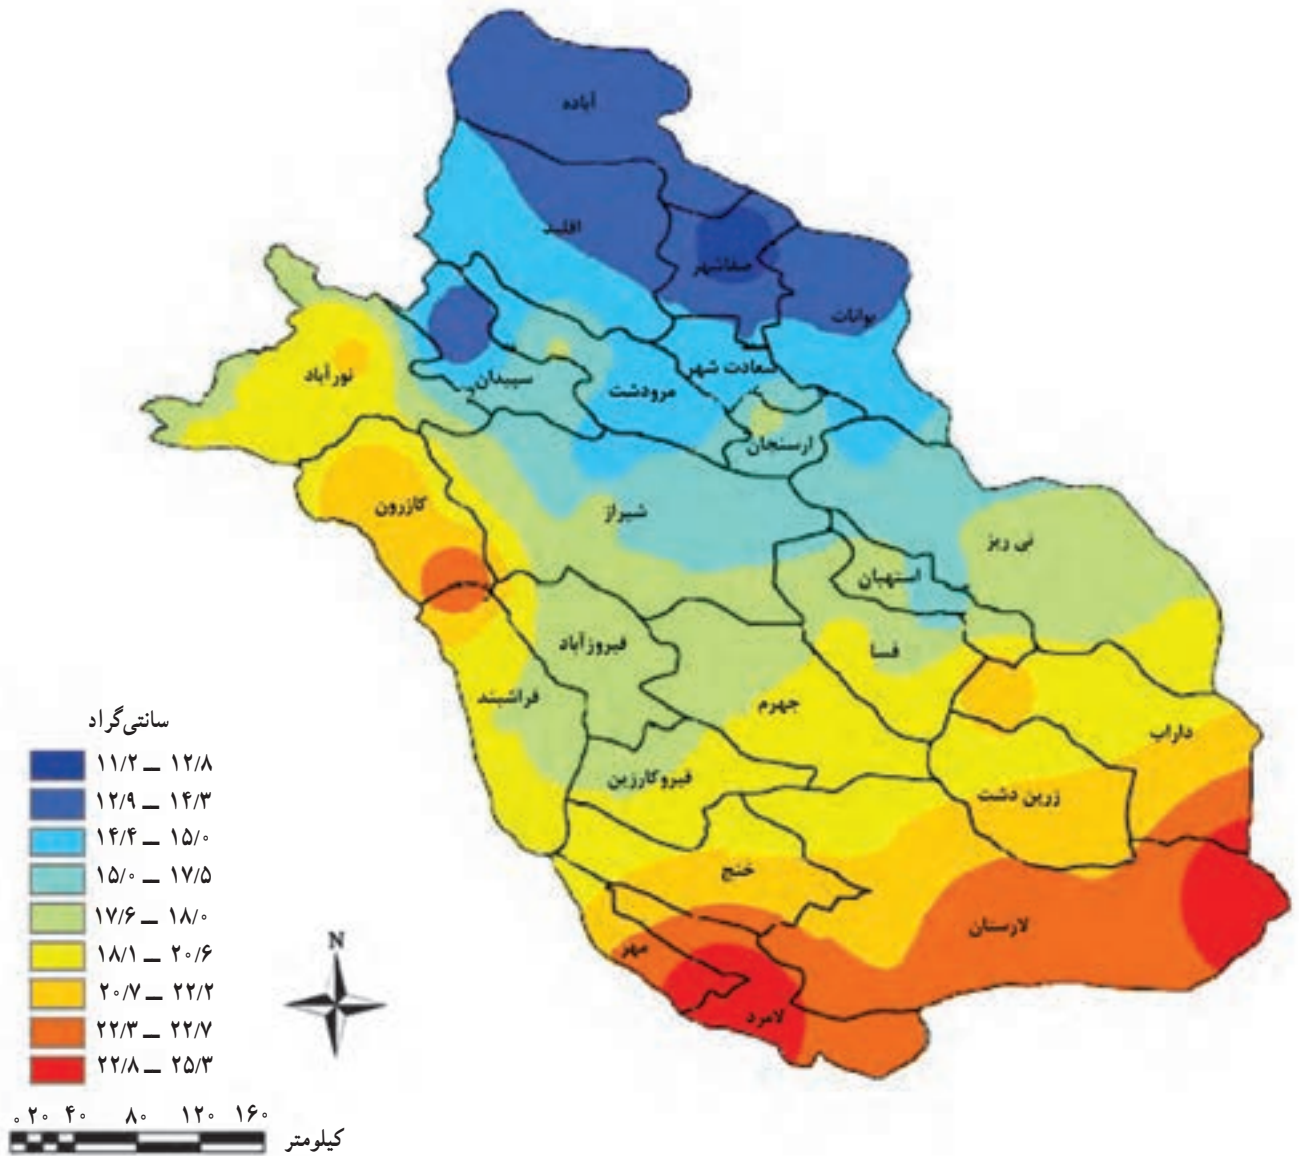 آباده
اقلید
صفاشهر
بوانات
نورآباد
سپیدان
مرودشت
سعادت شهر
ارسنجان
کازرون
شیراز
نی ریز
استهبان
فیروزآباد
فسا
فراشبند
جهرم
داراب
فیروکارزین
زرین دشت
خنج
لارستان
مهر
لامرد
سانتی‌گراد
۱۱/۲ – ۱۲/۸
۱۲/۹ – ۱۴/۳
۱۴/۴ – ۱۵/۰
۱۵/۰ – ۱۷/۵
۱۷/۶ – ۱۸/۰
۱۸/۱ – ۲۰/۶
۲۰/۷ – ۲۲/۲
۲۲/۳ – ۲۲/۷
۲۲/۸ – ۲۵/۳
N
۰ ۲۰ ۴۰ ۸۰ ۱۲۰ ۱۶۰
کیلومتر